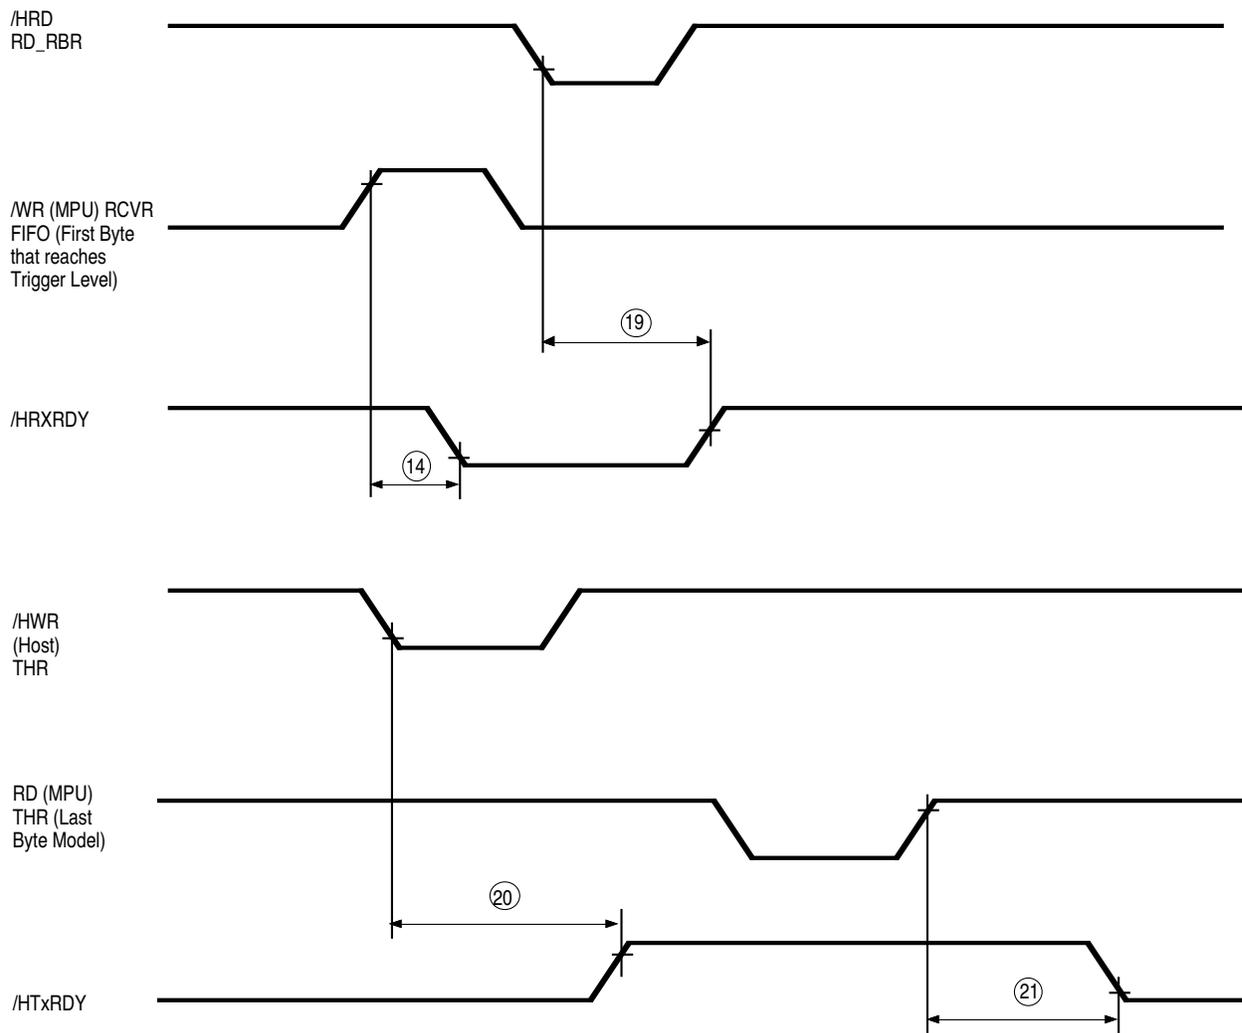 /HRD
RD_RBR
/WR (MPU) RCVR
FIFO (First Byte
that reaches
Trigger Level)
19
/HRXRDY
14
/HWR
(Host)
THR
RD (MPU)
THR (Last
Byte Model)
20
/HTxRDY
21